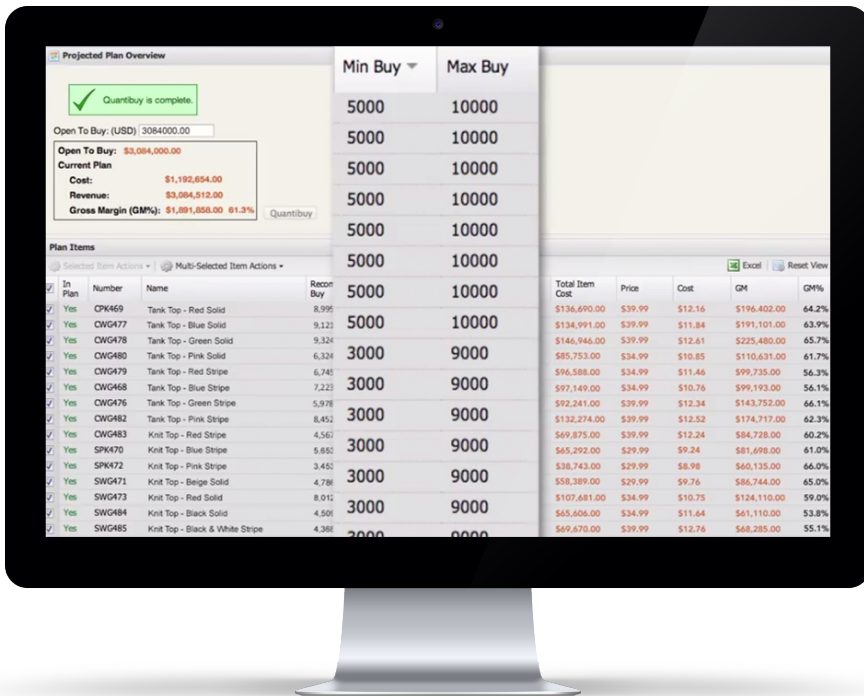 Projected Plan Overview
Quantibuy is complete.
Open To Buy: (USD) 3084000.00
Open To Buy: $3,084,000.00
Current Plan
Cost: $1,192,654.00
Revenue: $3,084,512.00
Gross Margin (GM%): $1,891,858.00 61.3%
Quantibuy
Min Buy Max Buy
5000 10000
5000 10000
5000 10000
5000 10000
5000 10000
5000 10000
5000 10000
5000 10000
3000 9000
3000 9000
3000 9000
3000 9000
3000 9000
3000 9000
3000 9000
Plan Items
Selected Item Actions Multi-Selected Item Actions Excel Reset View
In Plan Number Name Recom Buy Total Item Cost Price Cost GM GM%
Yes CPK469 Tank Top - Red Solid 8,995 $136,690.00 $39.99 $12.16 $196.402.00 64.2%
Yes CWG477 Tank Top - Blue Solid 9,121 $134,991.00 $39.99 $11.84 $191,101.00 63.9%
Yes CWG478 Tank Top - Green Solid 9,324 $146,946.00 $39.99 $12.61 $225,480.00 65.7%
Yes CWG480 Tank Top - Pink Solid 6,324 $85,753.00 $34.99 $10.85 $110,631.00 61.7%
Yes CWG479 Tank Top - Red Stripe 6,745 $96,588.00 $34.99 $11.46 $99,735.00 56.3%
Yes CWG468 Tank Top - Blue Stripe 7,223 $97,149.00 $34.99 $10.76 $99,193.00 56.1%
Yes CWG476 Tank Top - Green Stripe 5,978 $92,241.00 $39.99 $12.34 $143,752.00 66.1%
Yes CWG482 Tank Top - Pink Stripe 8,452 $132,274.00 $39.99 $12.52 $174,717.00 62.3%
Yes CWG483 Knit Top - Red Stripe 4,567 $69,875.00 $39.99 $12.24 $84,728.00 60.2%
Yes SPK470 Knit Top - Blue Stripe 5,653 $65,292.00 $29.99 $9.24 $81,698.00 61.0%
Yes SPK472 Knit Top - Pink Stripe 3,453 $38,743.00 $29.99 $8.98 $60,135.00 66.0%
Yes SWG471 Knit Top - Beige Solid 4,786 $58,389.00 $29.99 $9.76 $86,744.00 65.0%
Yes SWG473 Knit Top - Red Solid 8,012 $107,681.00 $34.99 $10.75 $124,110.00 59.0%
Yes SWG484 Knit Top - Black Solid 4,509 $65,606.00 $34.99 $11.64 $61,110.00 53.8%
Yes SWG485 Knit Top - Black & White Stripe 4,368 $69,670.00 $39.99 $12.76 $68,285.00 55.1%